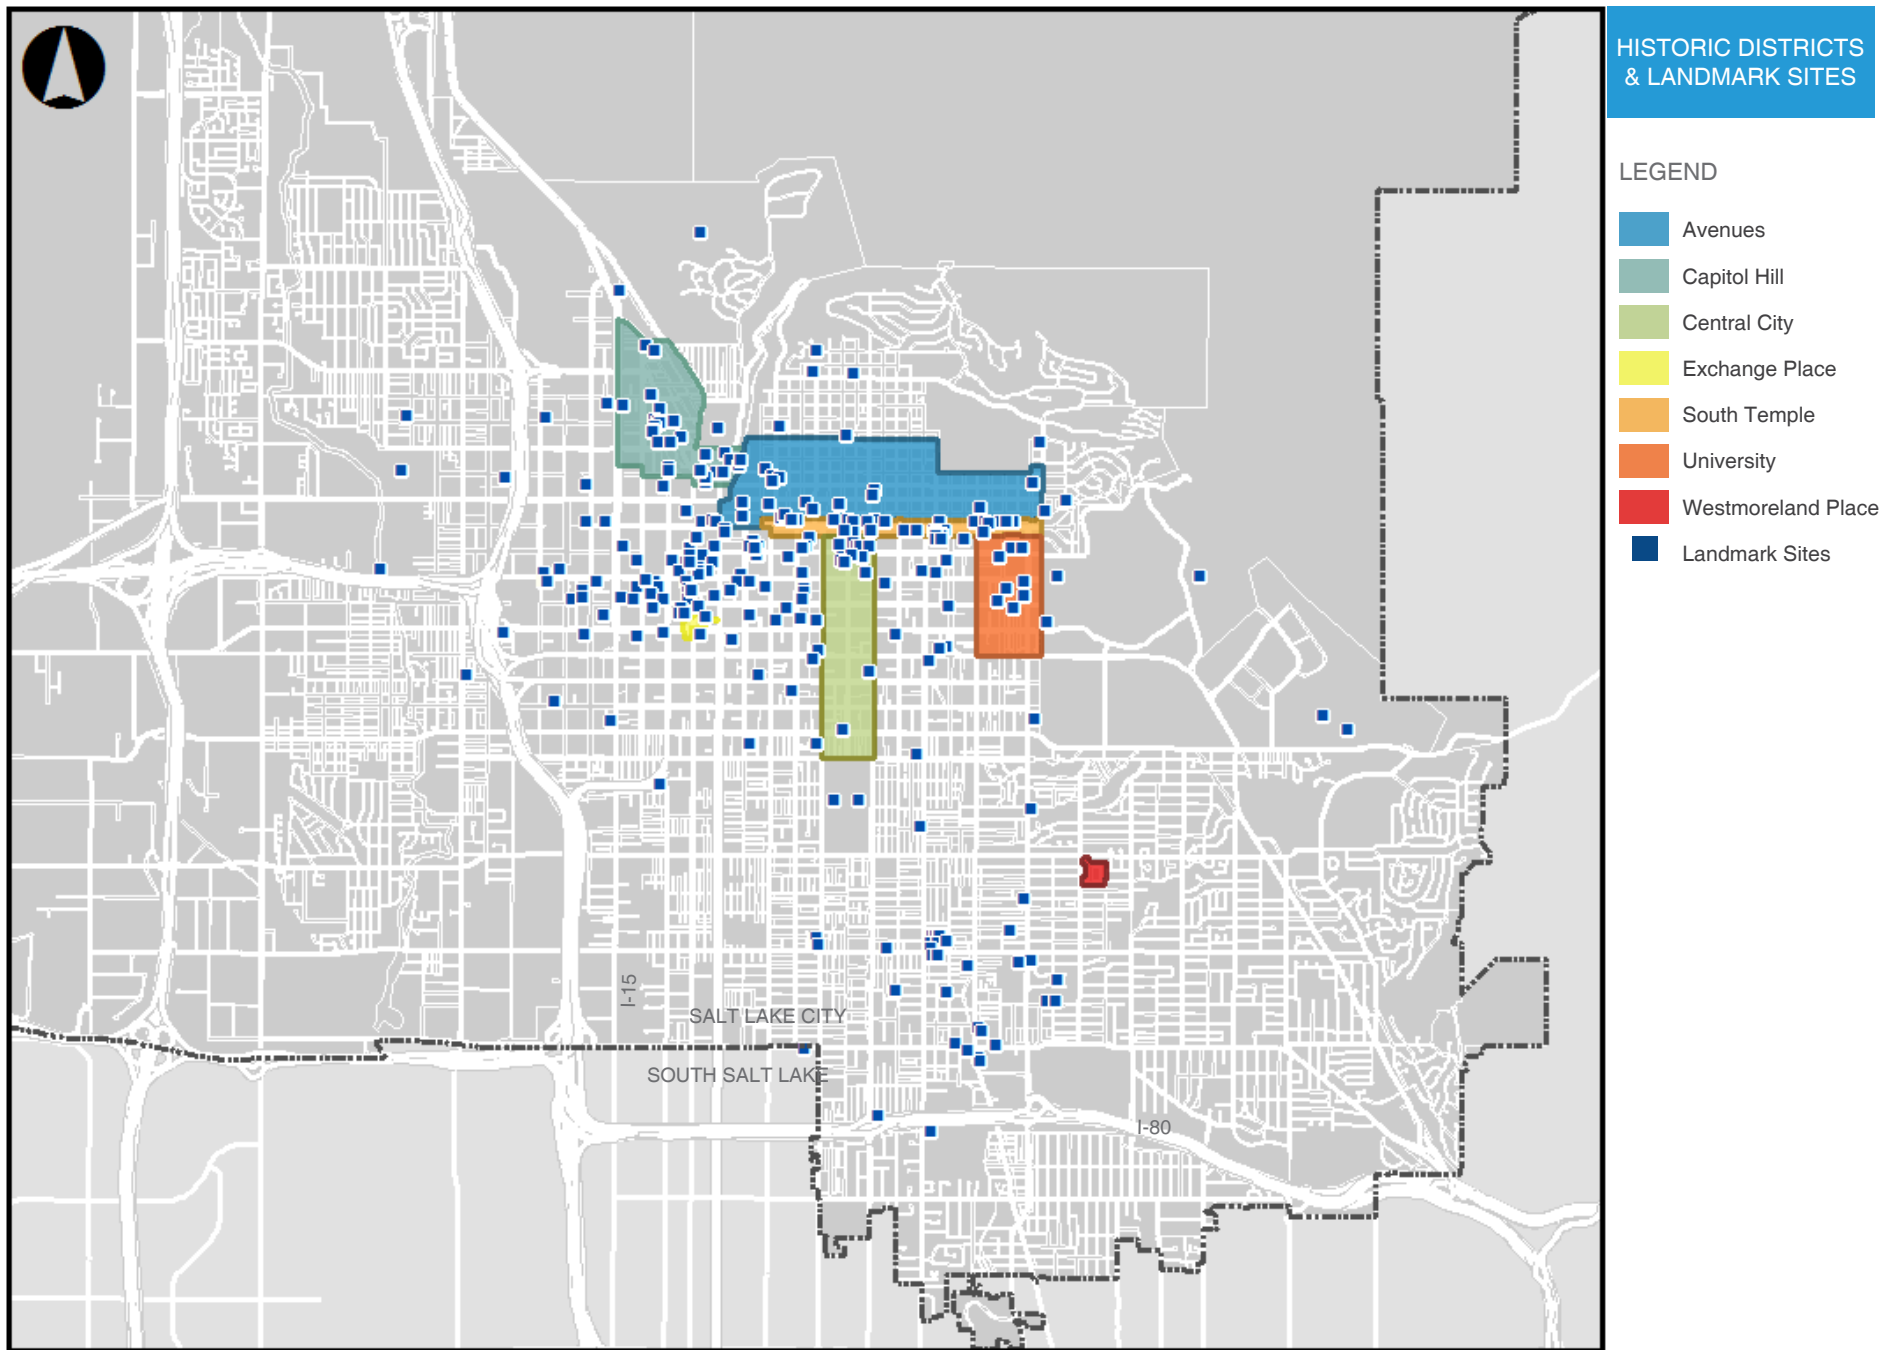 HISTORIC DISTRICTS
& LANDMARK SITES
LEGEND
Avenues
Capitol Hill
Central City
Exchange Place
South Temple
University
Westmoreland Place
Landmark Sites
I-15
SALT LAKE CITY
SOUTH SALT LAKE
I-80